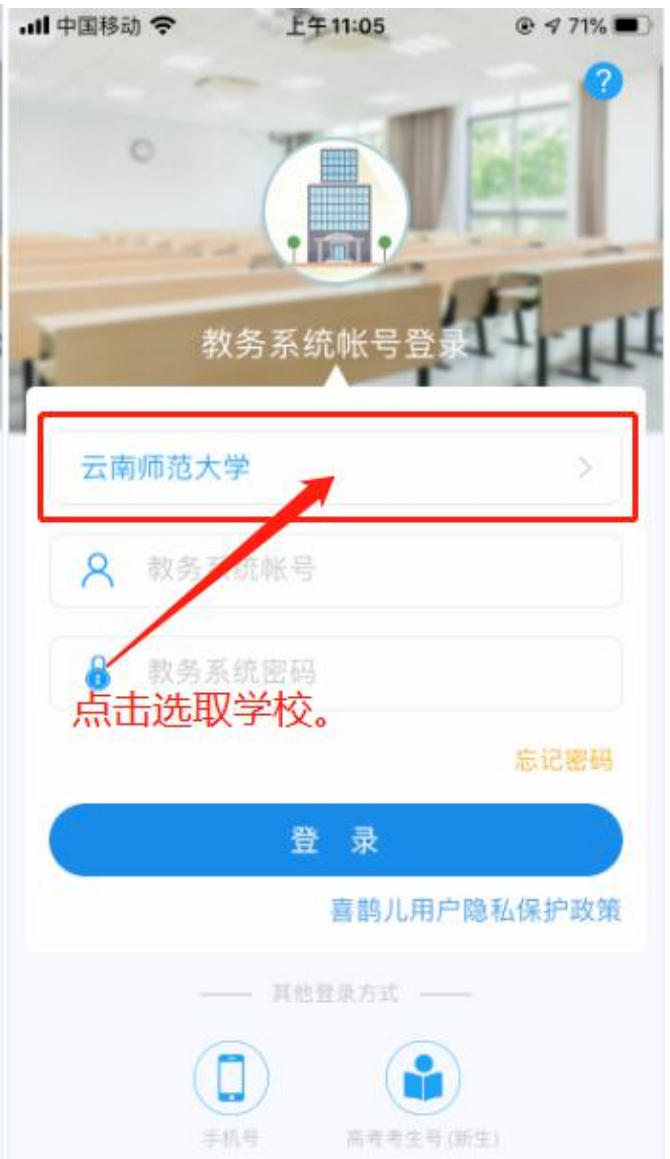 中国移动 上午11:05 71%
?
教务系统帐号登录
云南师范大学
教务系统帐号
教务系统密码
点击选取学校。
忘记密码
登 录
喜鹊儿用户隐私保护政策
其他登录方式
手机号 高考考生号(新生)